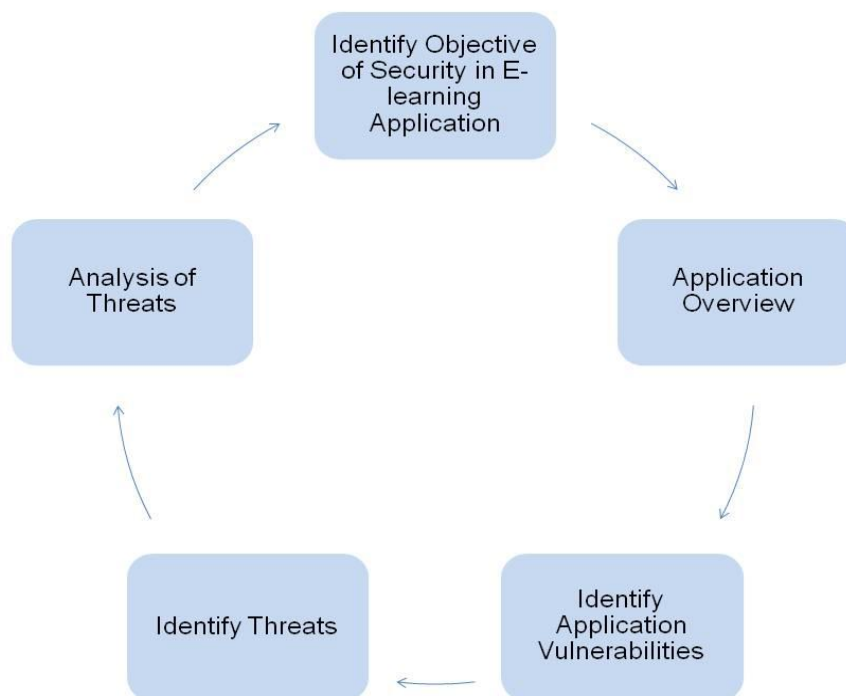 Identify Objective
of Security in E-
learning
Application
Application
Overview
Identify
Application
Vulnerabilities
Identify Threats
Analysis of
Threats